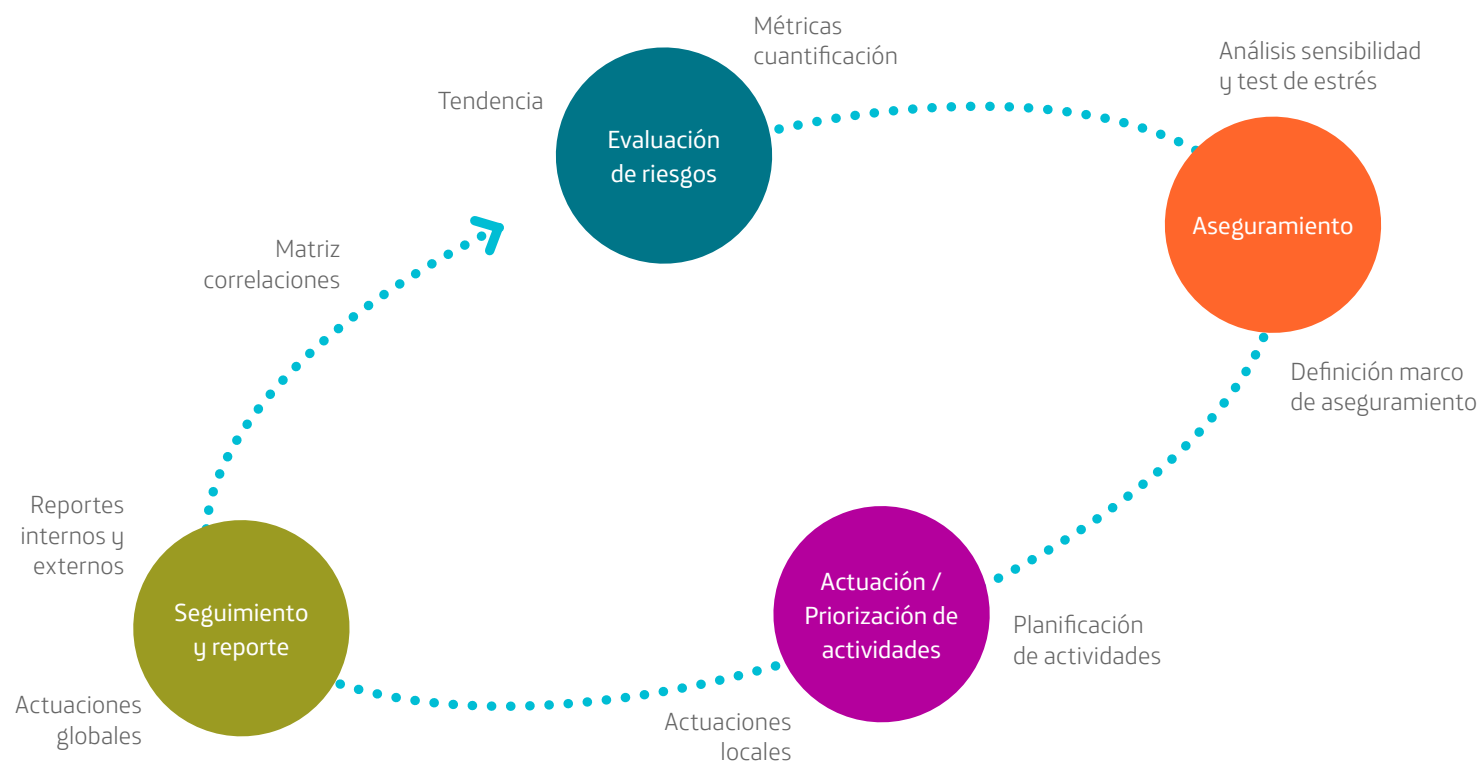 Métricas
cuantificación
Análisis sensibilidad
y test de estrés
Tendencia
Evaluación
de riesgos
Aseguramiento
Matriz
correlaciones
Definición marco
de aseguramiento
Reportes
internos y
externos
Seguimiento
y reporte
Actuación /
Priorización de
actividades
Planificación
de actividades
Actuaciones
globales
Actuaciones
locales